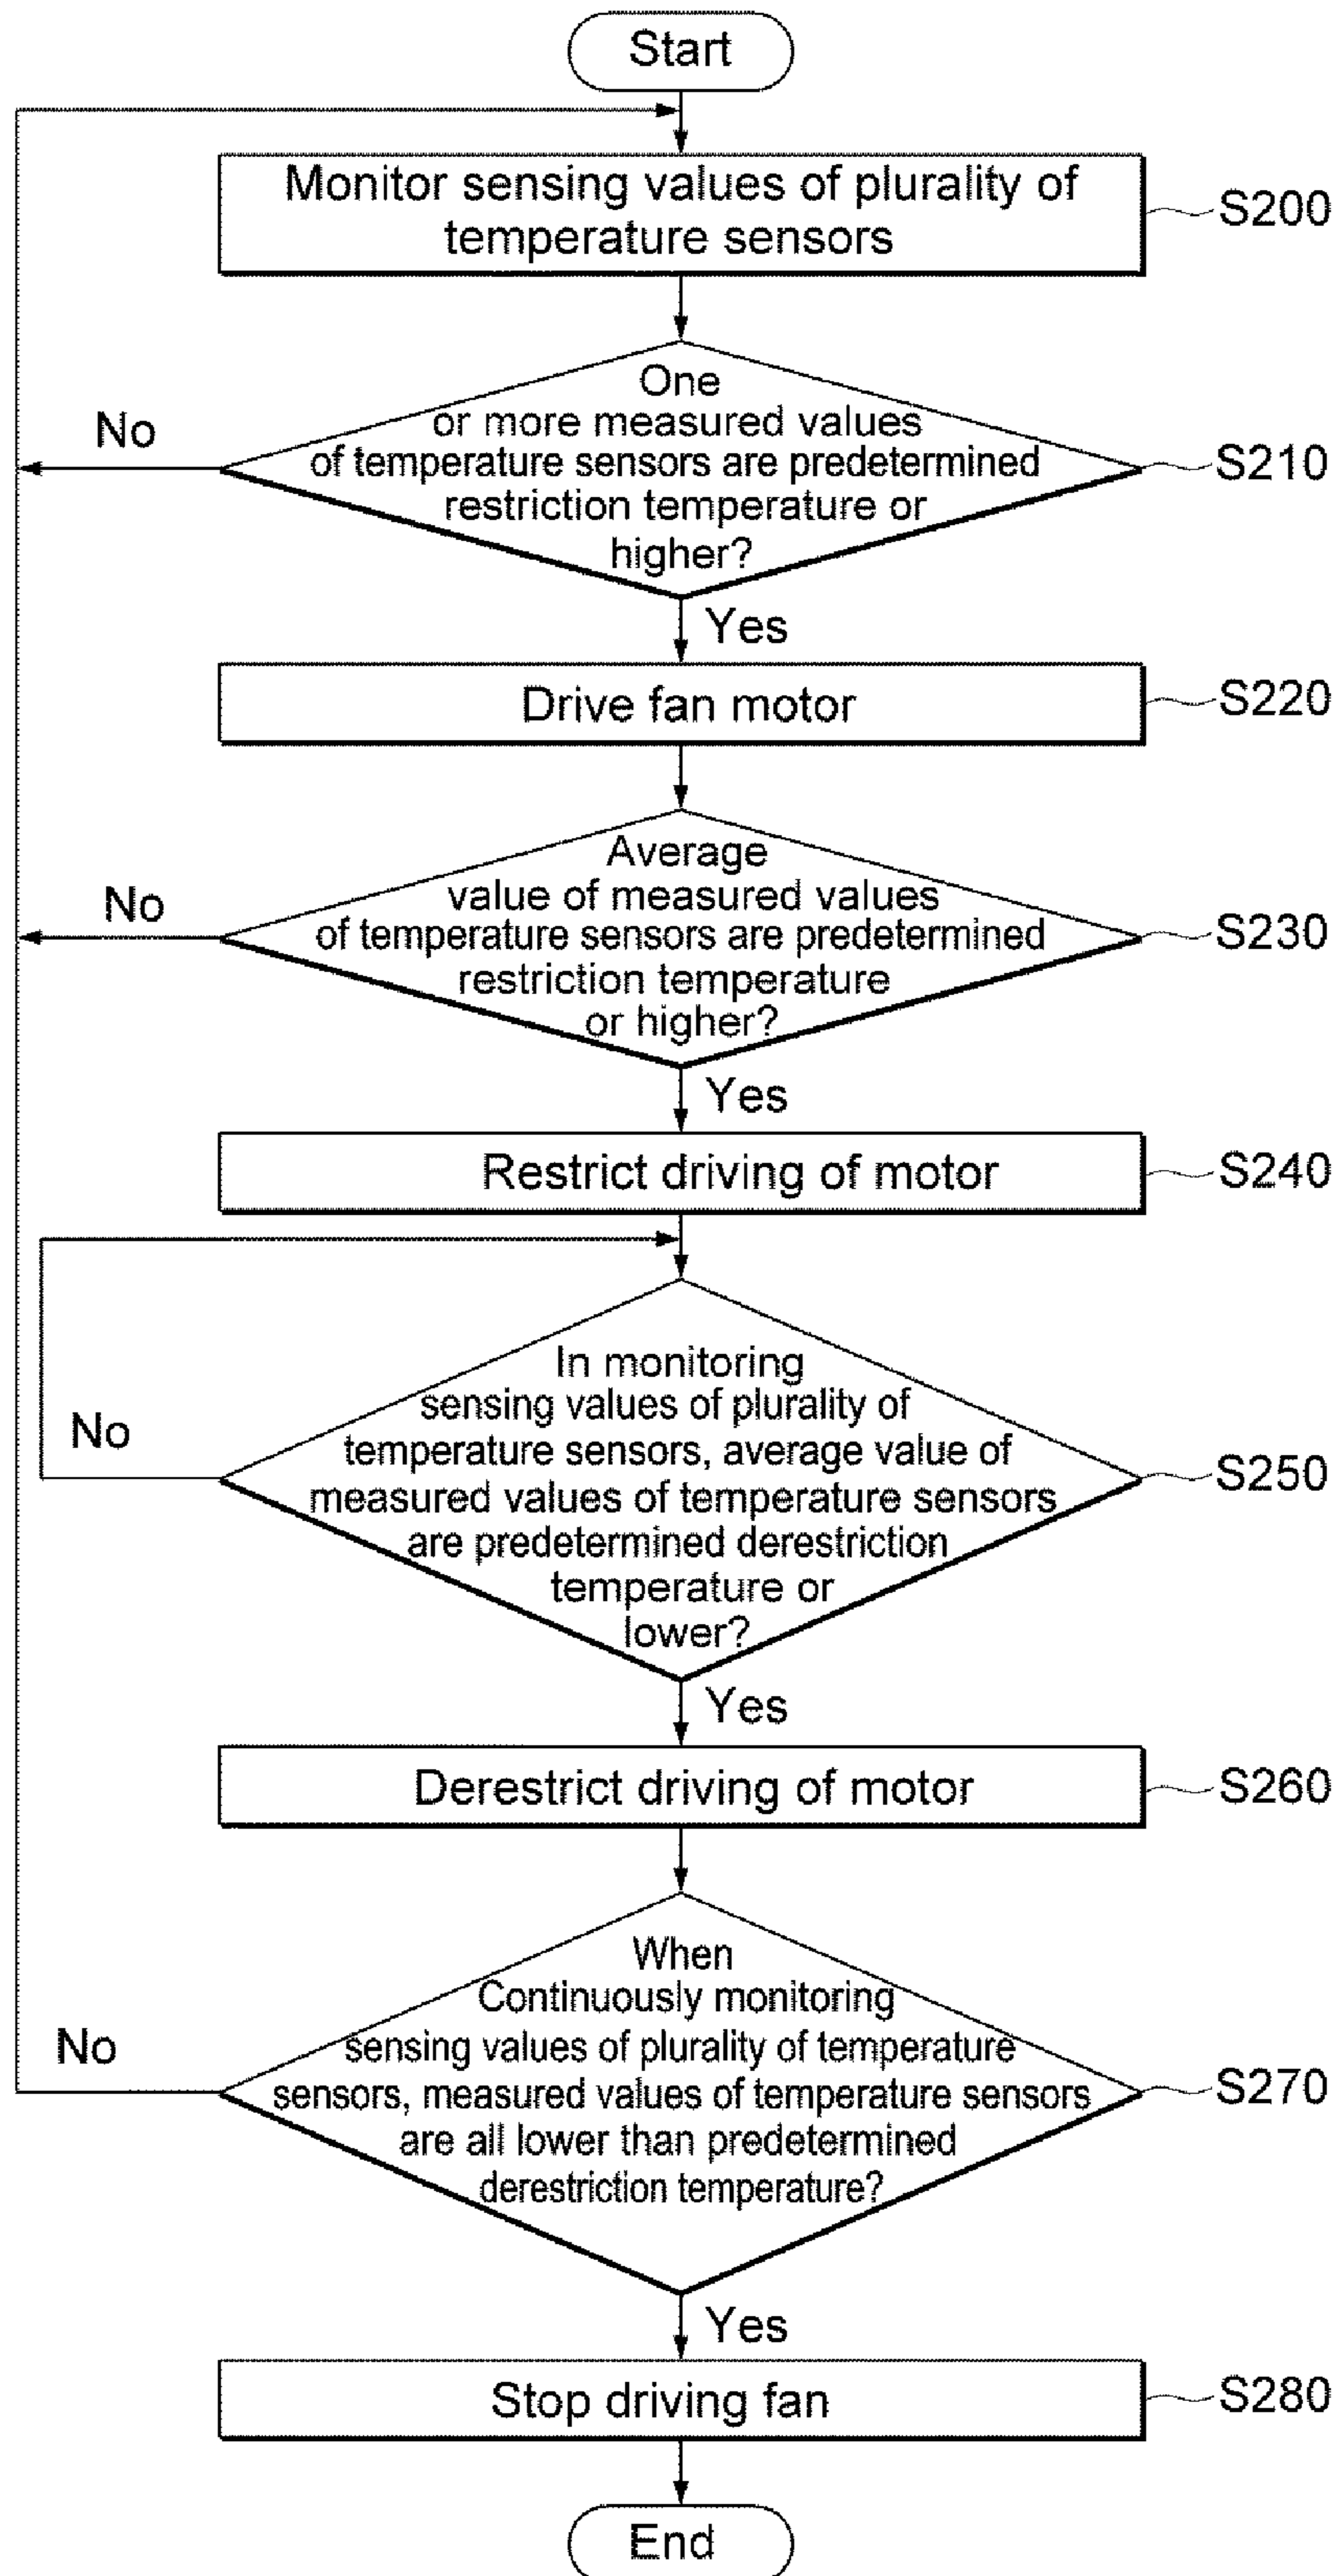 Start
Monitor sensing values of plurality of
temperature sensors
S200
One
or more measured values
of temperature sensors are predetermined
restriction temperature or
higher?
No
S210
Yes
Drive fan motor
S220
Average
value of measured values
of temperature sensors are predetermined
restriction temperature
or higher?
No
S230
Yes
Restrict driving of motor
S240
In monitoring
sensing values of plurality of
temperature sensors, average value of
measured values of temperature sensors
are predetermined derestriction
temperature or
lower?
No
S250
Yes
Derestrict driving of motor
S260
When
Continuously monitoring
sensing values of plurality of temperature
sensors, measured values of temperature sensors
are all lower than predetermined
derestriction temperature?
No
S270
Yes
Stop driving fan
S280
End